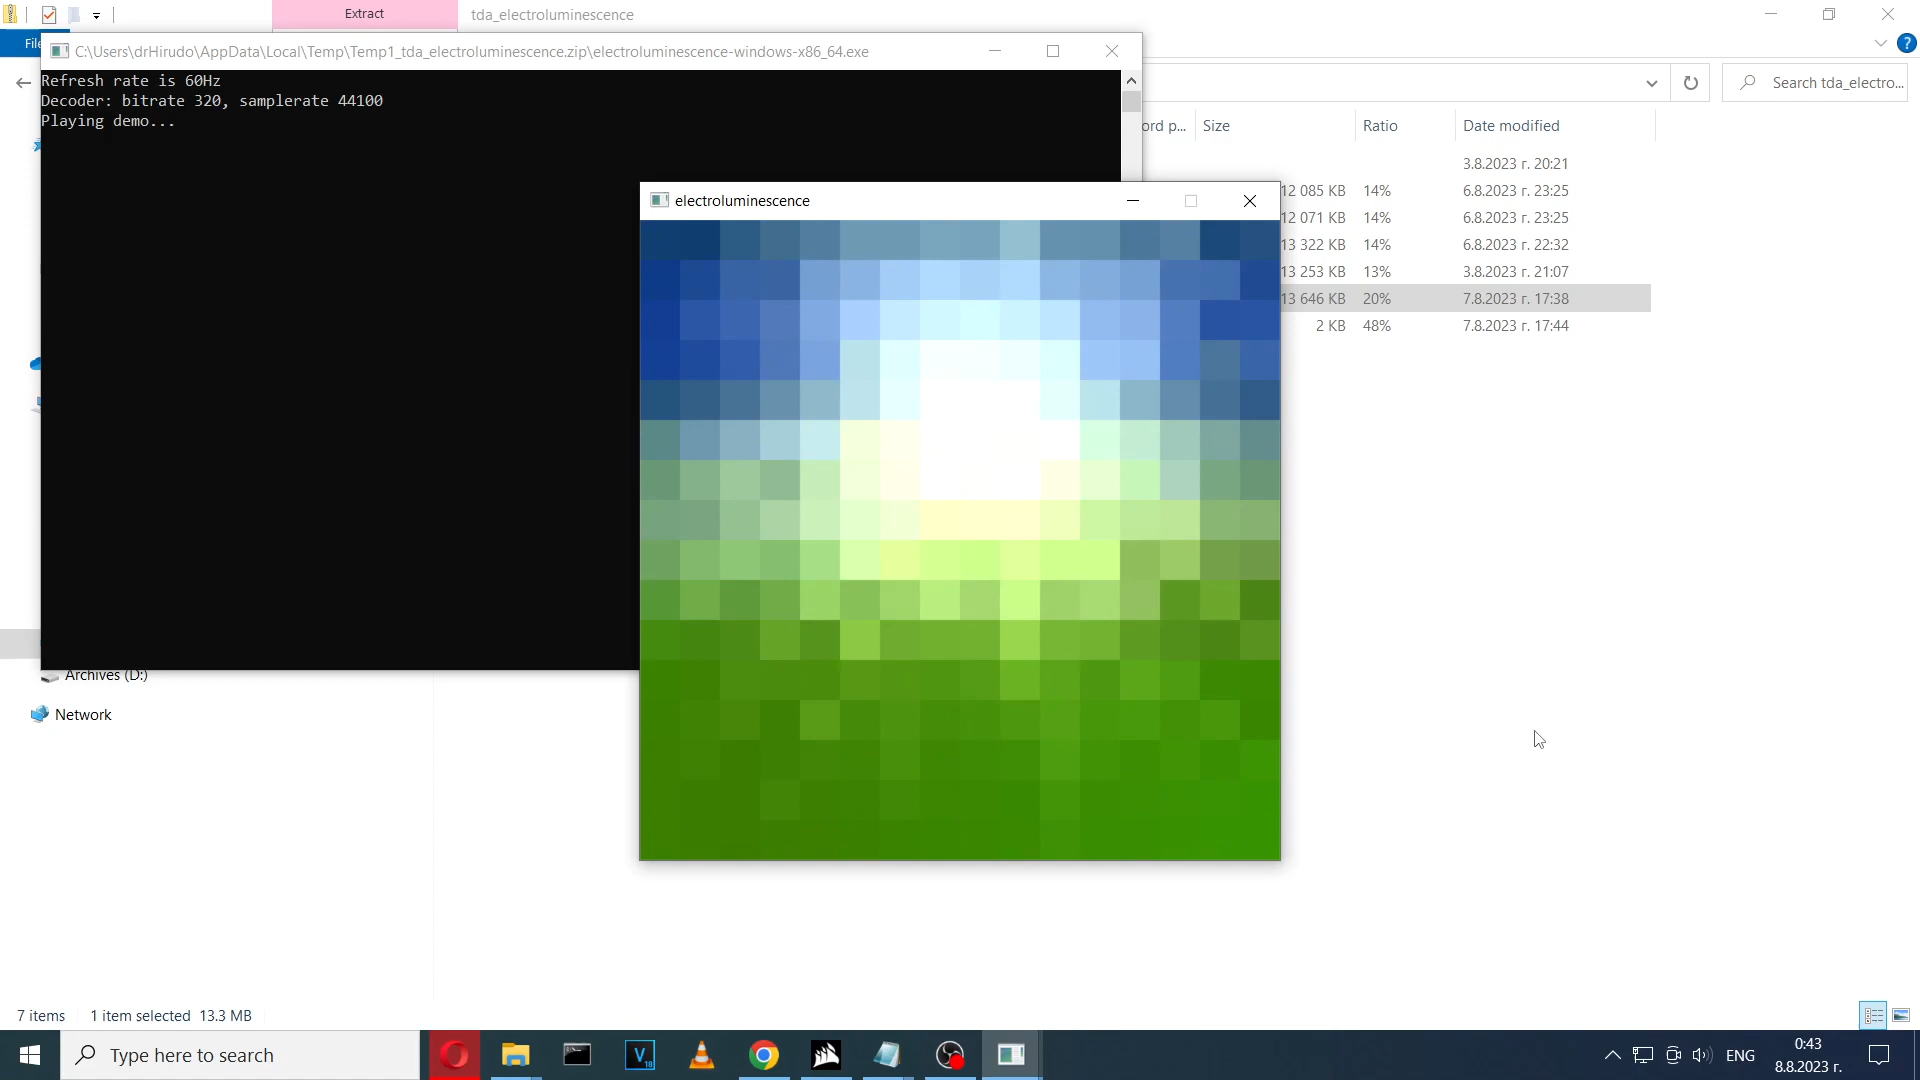 Extract
tda_electroluminescence
File
C:\Users\drHirudo\AppData\Local\Temp\Temp1_tda_electroluminescence.zip\electroluminescence-windows-x86_64.exe
Refresh rate is 60Hz
Decoder: bitrate 320, samplerate 44100
Playing demo...
Search tda_electro...
ord p... Size Ratio Date modified
3.8.2023 г. 20:21
12 085 KB 14% 6.8.2023 г. 23:25
12 071 KB 14% 6.8.2023 г. 23:25
13 322 KB 14% 6.8.2023 г. 22:32
13 253 KB 13% 3.8.2023 г. 21:07
13 646 KB 20% 7.8.2023 г. 17:38
2 KB 48% 7.8.2023 г. 17:44
electroluminescence
Archives (D:)
Network
7 items 1 item selected 13.3 MB
Type here to search
ENG
0:43
8.8.2023 г.